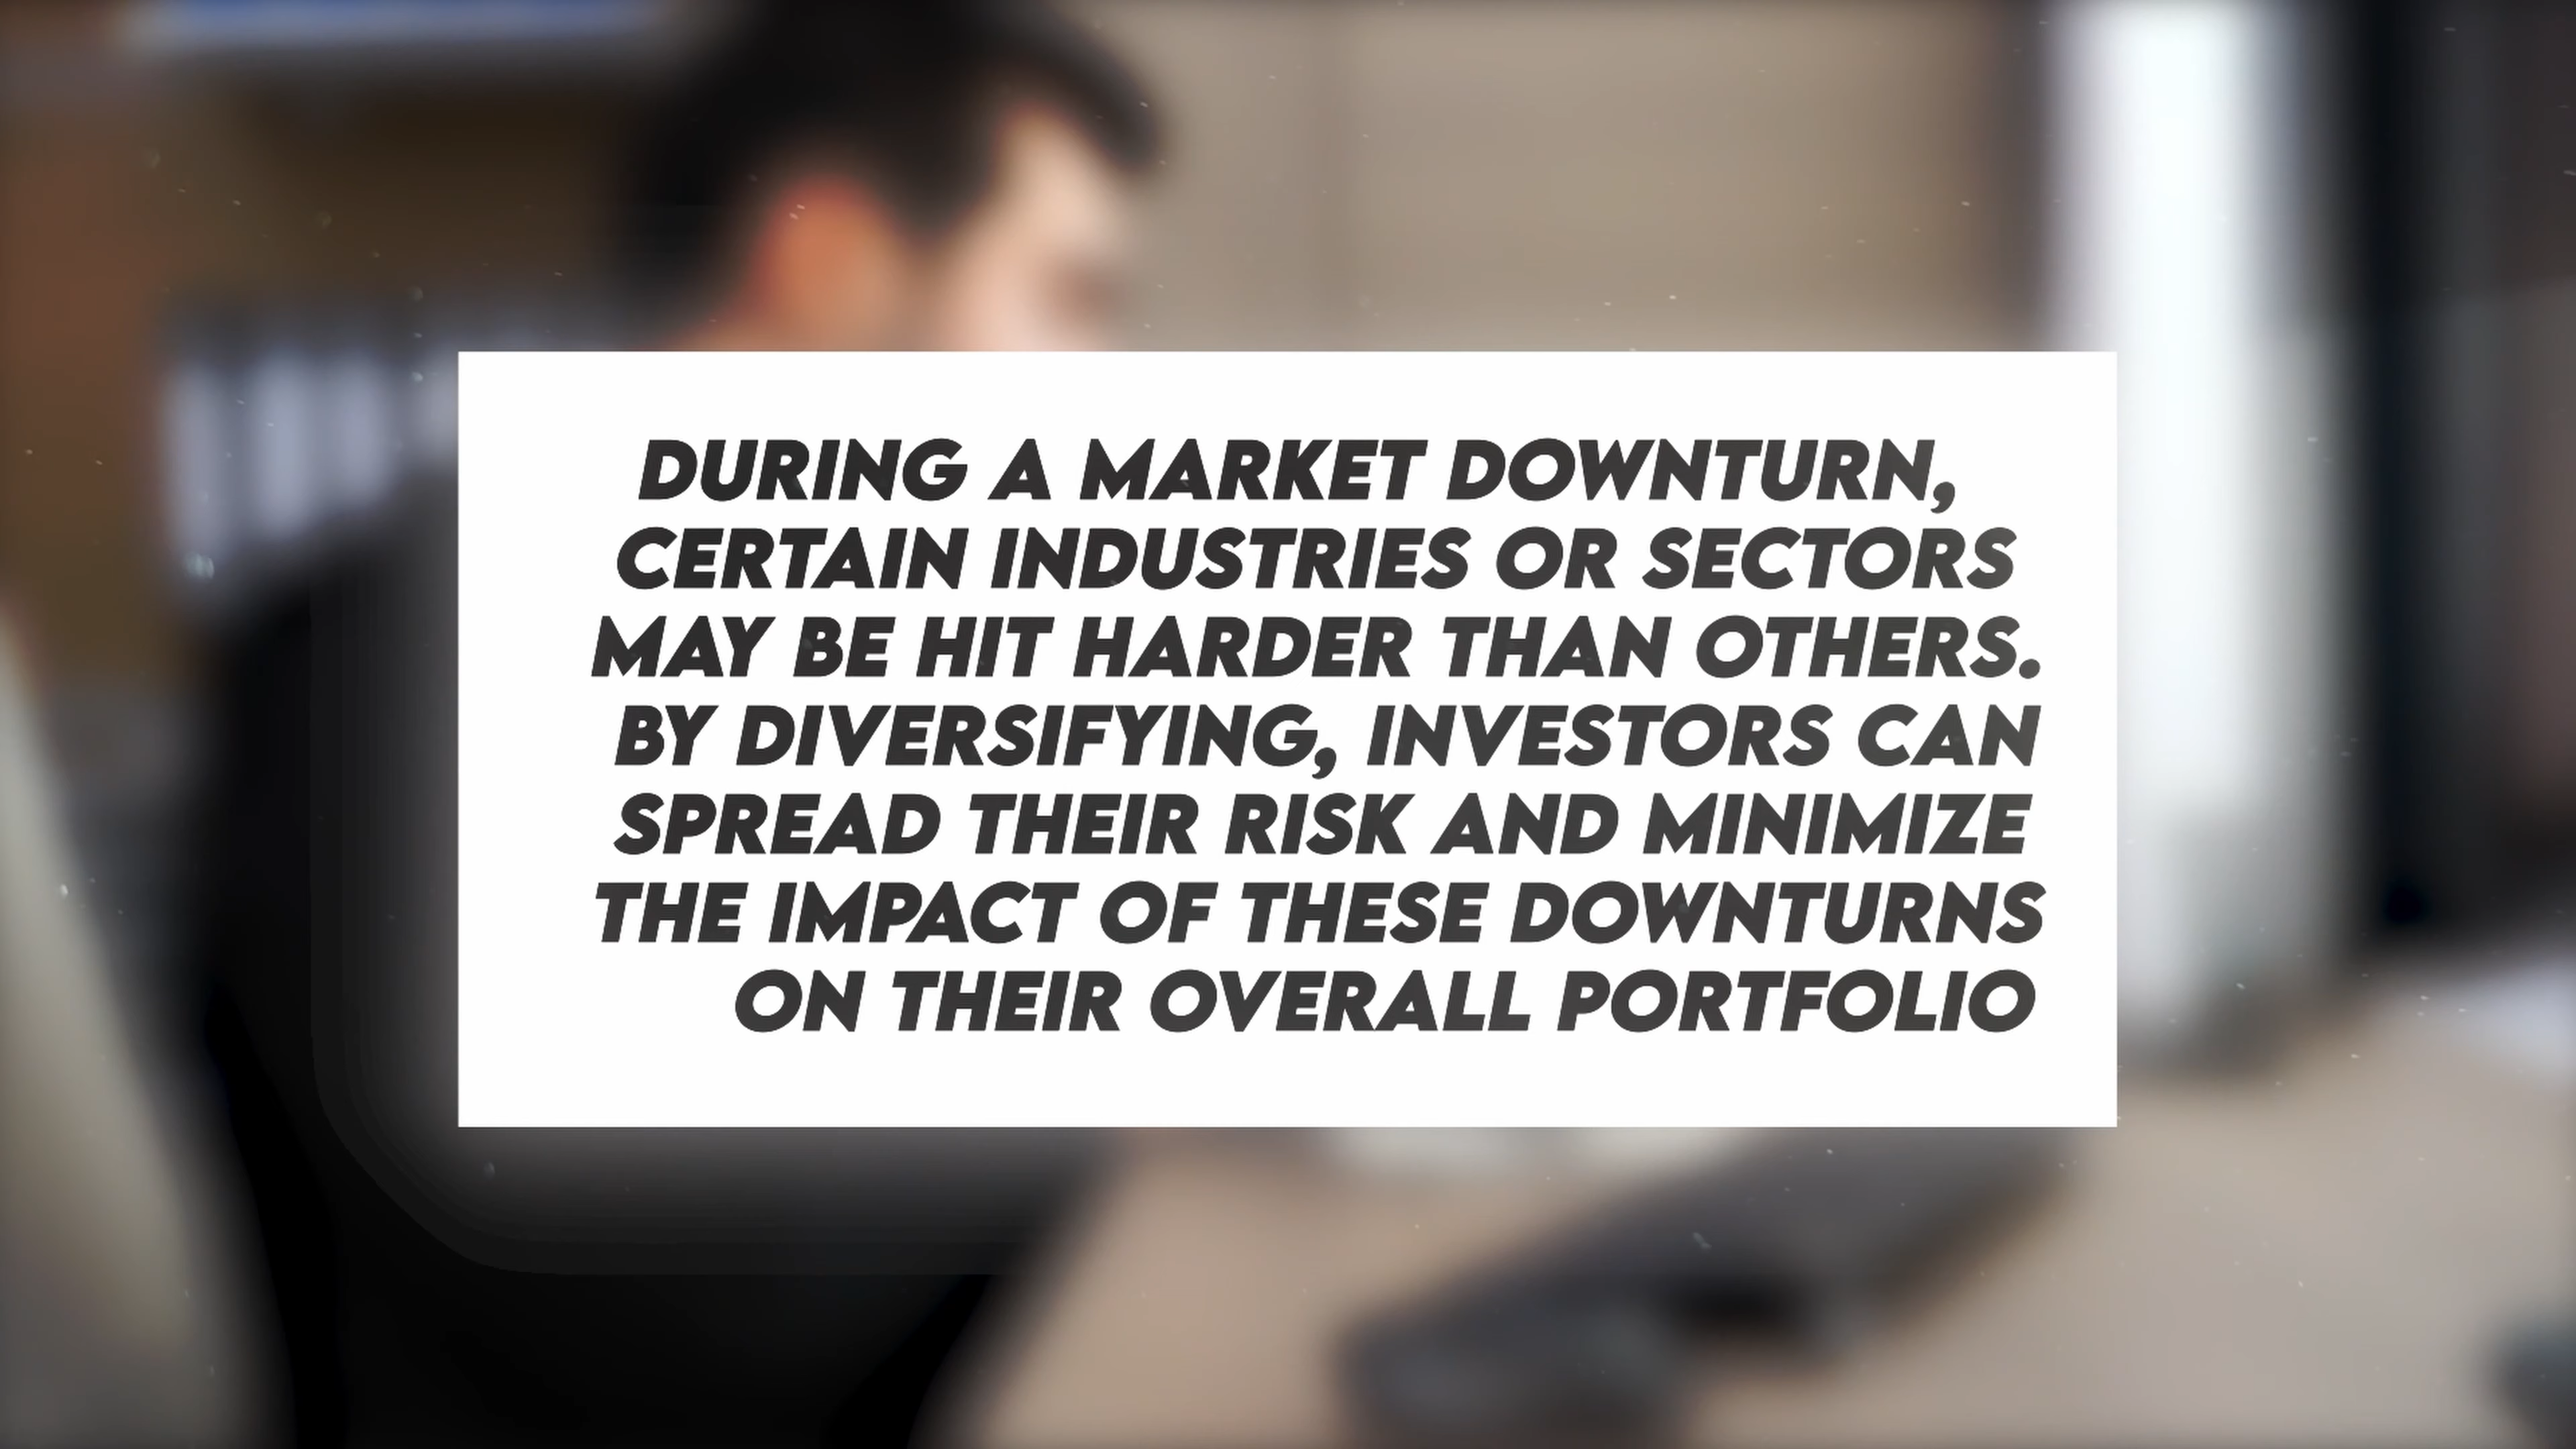 DURING A MARKET DOWNTURN,
CERTAIN INDUSTRIES OR SECTORS
MAY BE HIT HARDER THAN OTHERS.
BY DIVERSIFYING, INVESTORS CAN
SPREAD THEIR RISK AND MINIMIZE
THE IMPACT OF THESE DOWNTURNS
ON THEIR OVERALL PORTFOLIO